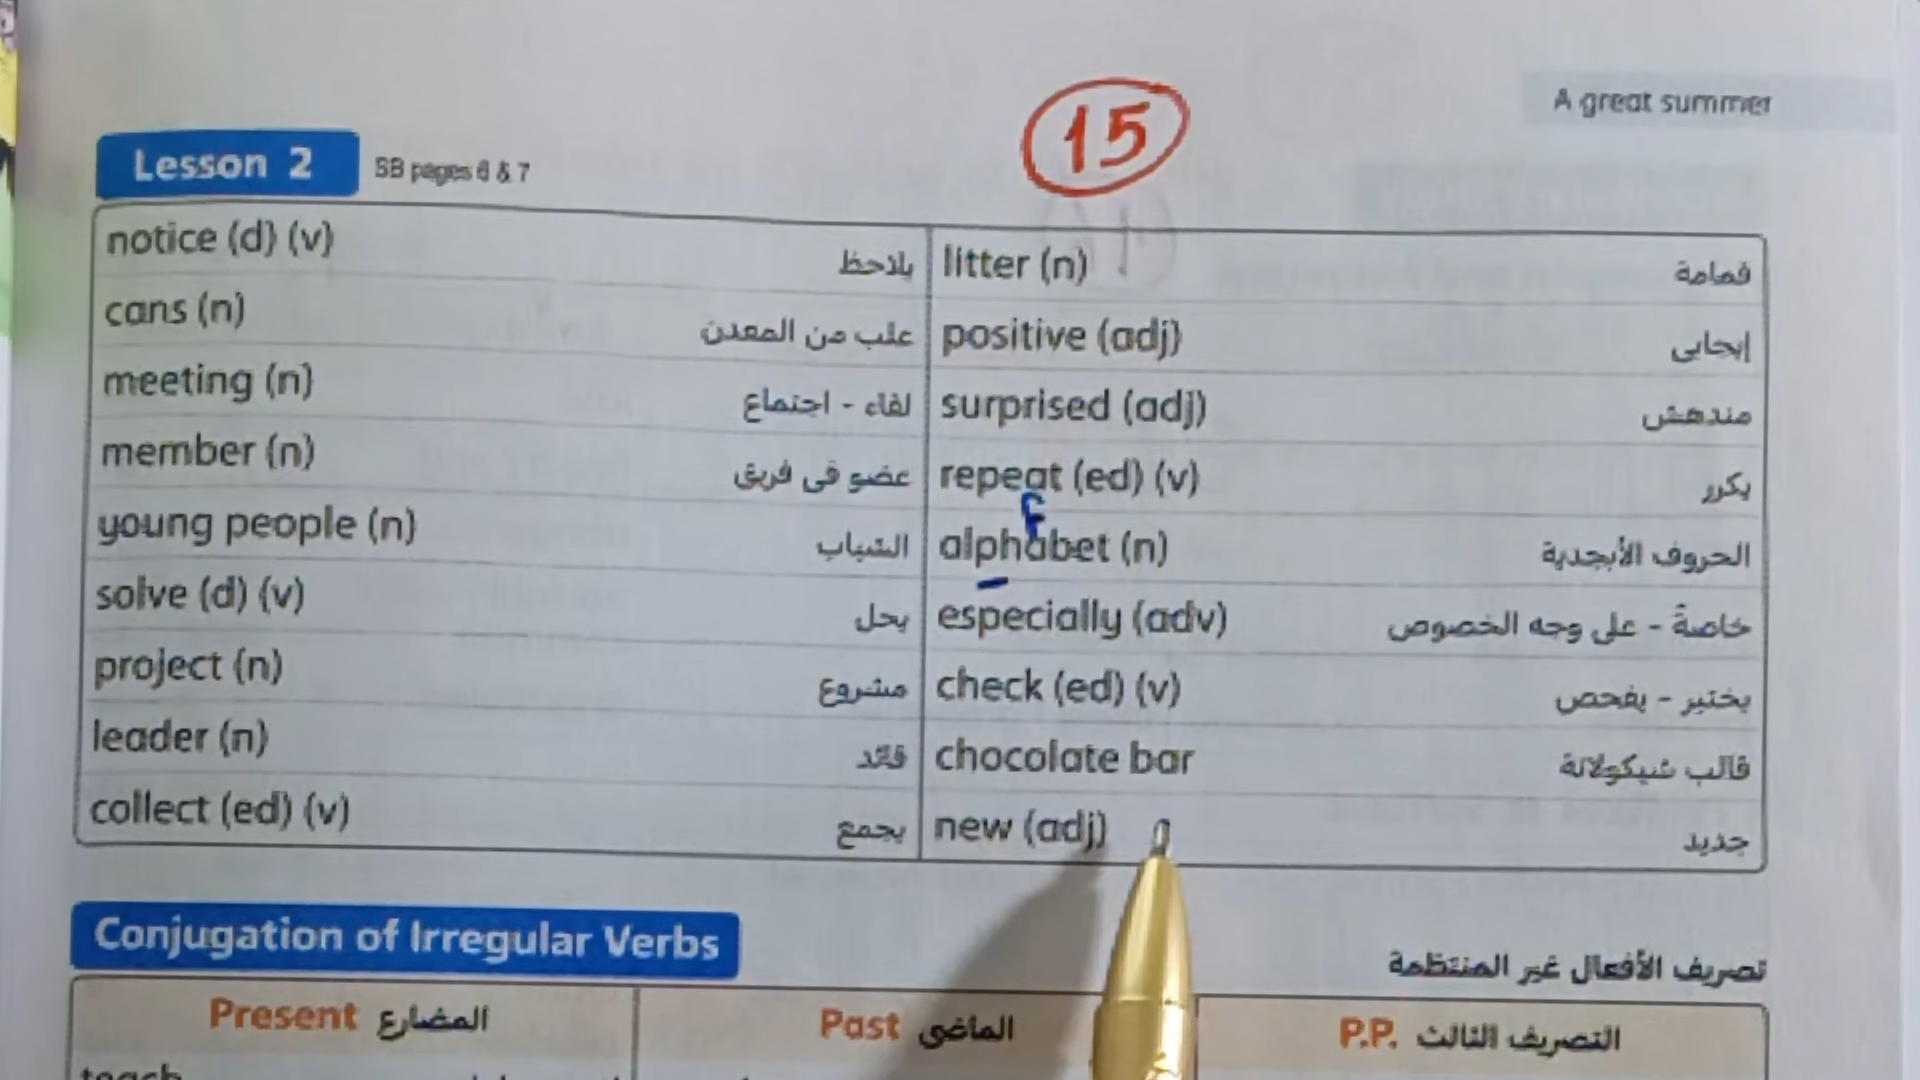 A great summer
15
Lesson 2 SB pages 6 & 7
notice (d) (v) يلاحظ litter (n) قمامة
cans (n) علب من المعدن positive (adj) إيجابى
meeting (n) لقاء - اجتماع surprised (adj) مندهش
member (n) عضو فى فريق repeat (ed) (v) يكرر
f
young people (n) الشباب alphabet (n) الحروف الأبجدية
solve (d) (v) يحل especially (adv) خاصةً - على وجه الخصوص
project (n) مشروع check (ed) (v) يختبر - يفحص
leader (n) قائد chocolate bar قالب شيكولاتة
collect (ed) (v) يجمع new (adj) جديد
Conjugation of Irregular Verbs تصريف الأفعال غير المنتظمة
Present المضارع Past الماضى P.P. التصريف الثالث
teach